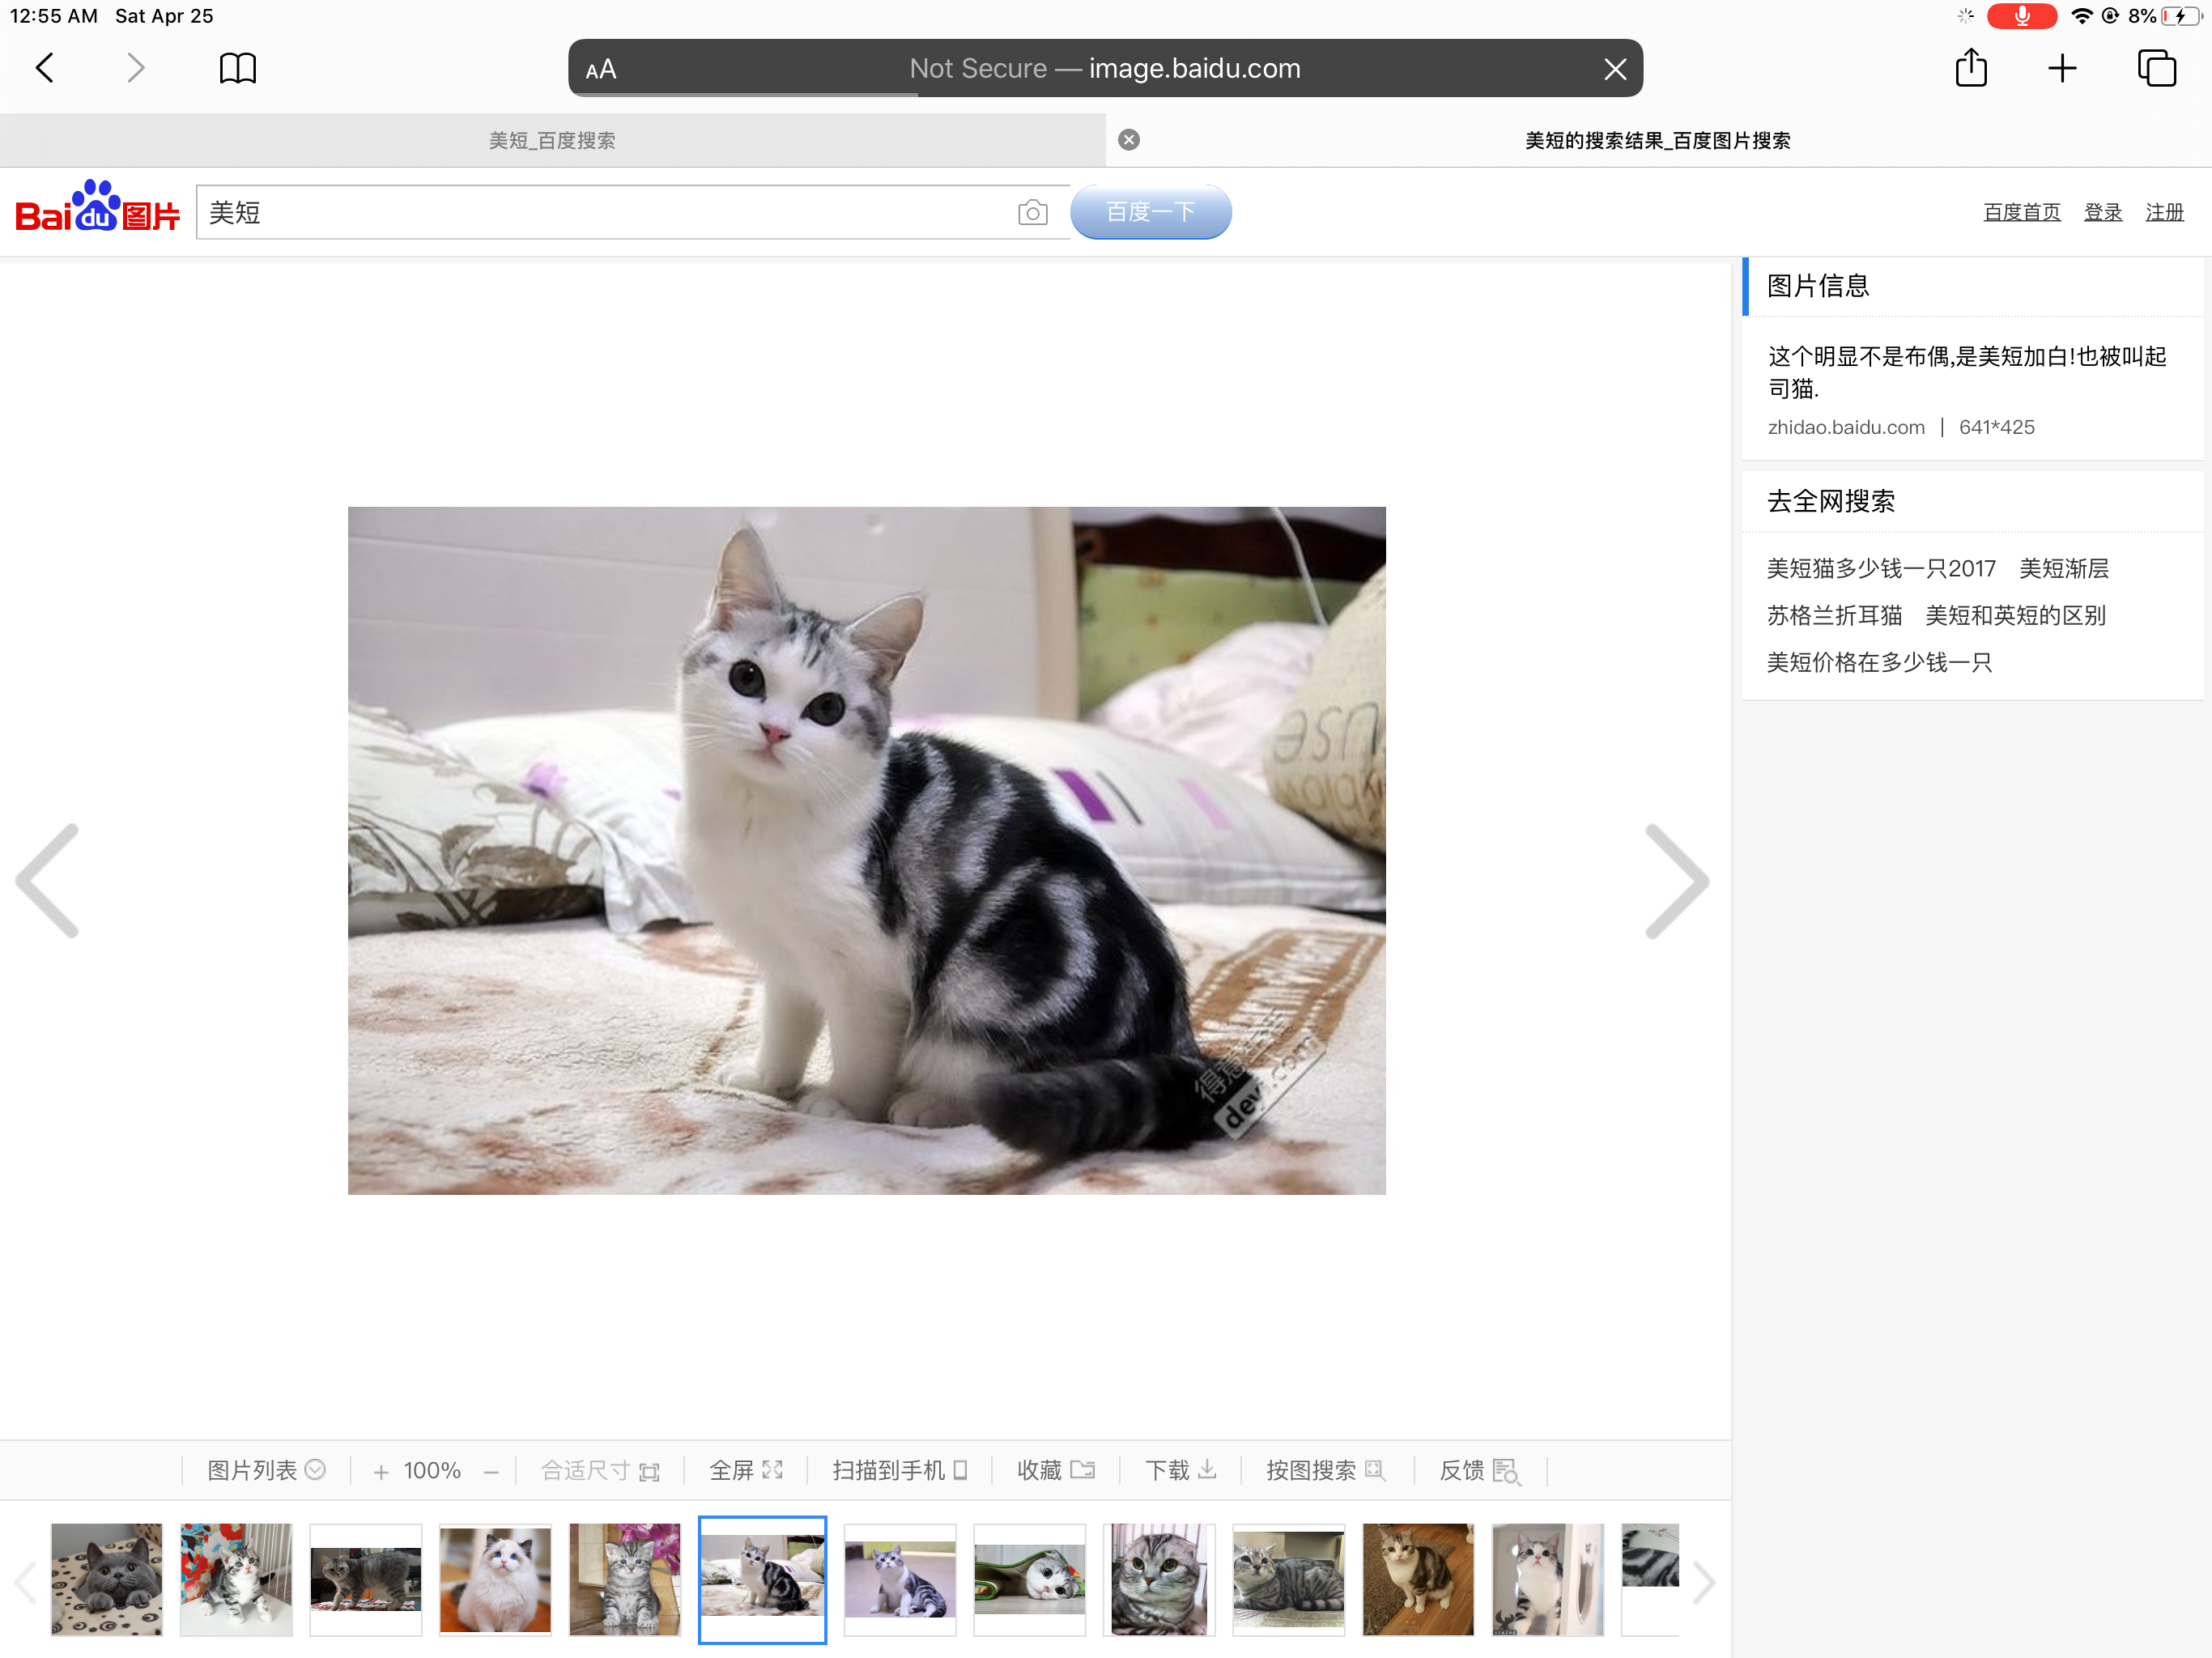 12:55 AM Sat Apr 25
8%
AA
Not Secure — image.baidu.com
美短_百度搜索
美短的搜索结果_百度图片搜索
Bai du 图片
美短
百度一下
百度首页 登录 注册
图片信息
这个明显不是布偶,是美短加白!也被叫起
司猫.
zhidao.baidu.com | 641*425
去全网搜索
美短猫多少钱一只2017 美短渐层
苏格兰折耳猫 美短和英短的区别
美短价格在多少钱一只
图片列表 + 100% − 合适尺寸 全屏 扫描到手机 收藏 下载 按图搜索 反馈